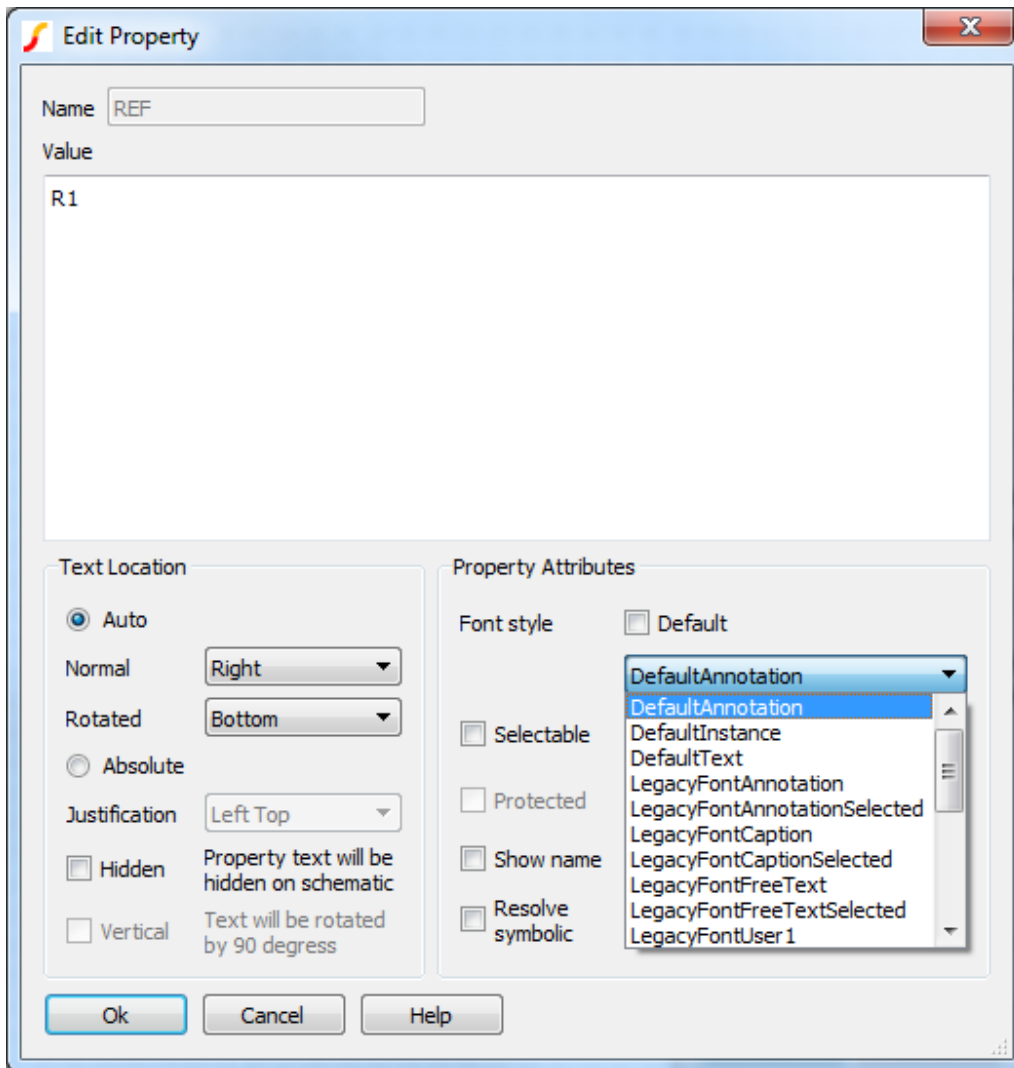 Edit Property
Name REF
Value
R1
Text Location
Auto
Normal Right
Rotated Bottom
Absolute
Justification Left Top
Hidden Property text will be
hidden on schematic
Vertical Text will be rotated
by 90 degress
Property Attributes
Font style Default
DefaultAnnotation
DefaultAnnotation
DefaultInstance
DefaultText
LegacyFontAnnotation
LegacyFontAnnotationSelected
LegacyFontCaption
LegacyFontCaptionSelected
LegacyFontFreeText
LegacyFontFreeTextSelected
LegacyFontUser1
Selectable
Protected
Show name
Resolve
symbolic
Ok Cancel Help